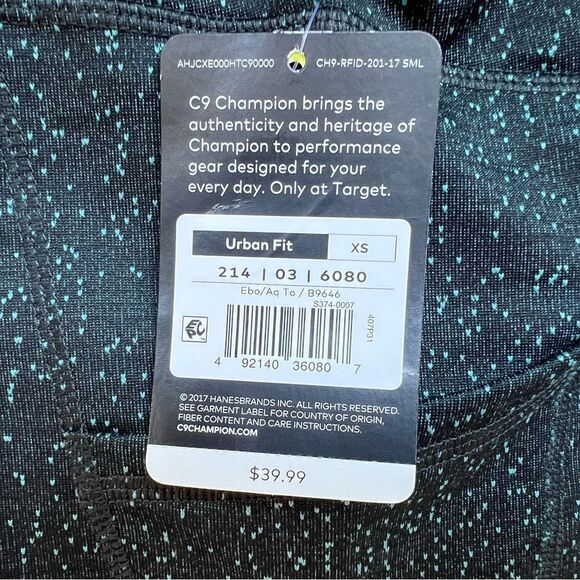 AHJCXE000HTC90000 CH9-RFID-201-17 SML
C9 Champion brings the
authenticity and heritage of
Champion to performance
gear designed for your
every day. Only at Target.
Urban Fit XS
214 | 03 | 6080
Ebo/Aq To / B9646
S374-0007
407P31
4 92140 36080 7
© 2017 HANESBRANDS INC. ALL RIGHTS RESERVED.
SEE GARMENT LABEL FOR COUNTRY OF ORIGIN,
FIBER CONTENT AND CARE INSTRUCTIONS.
C9CHAMPION.COM
$39.99